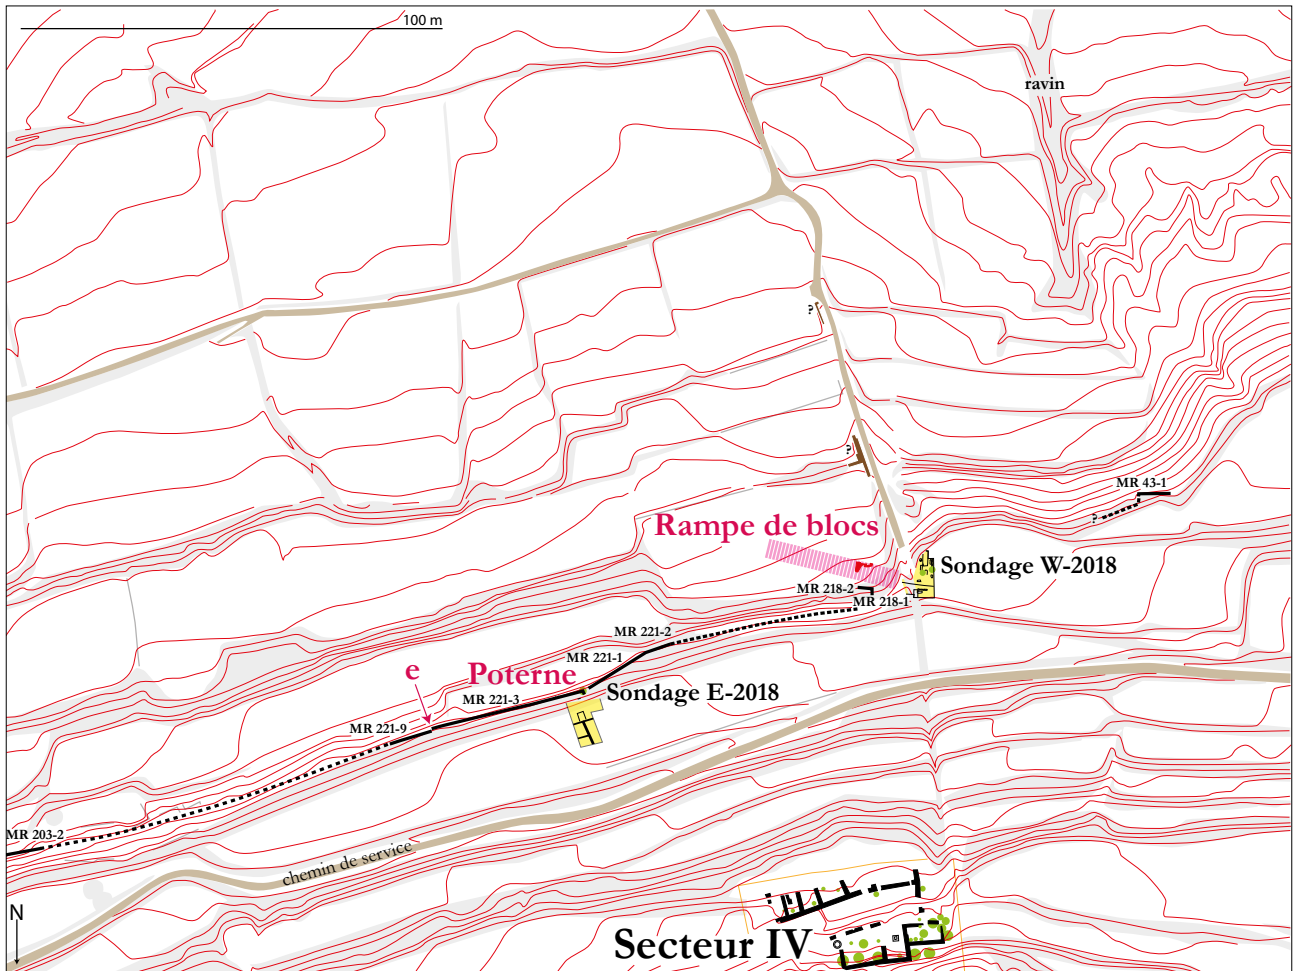 100 m
ravin
?
?
MR 43-1
?
Rampe de blocs
Sondage W-2018
MR 218-2
MR 218-1
MR 221-2
MR 221-1
e
Poterne
Sondage E-2018
MR 221-3
MR 221-9
MR 203-2
chemin de service
N
Secteur IV